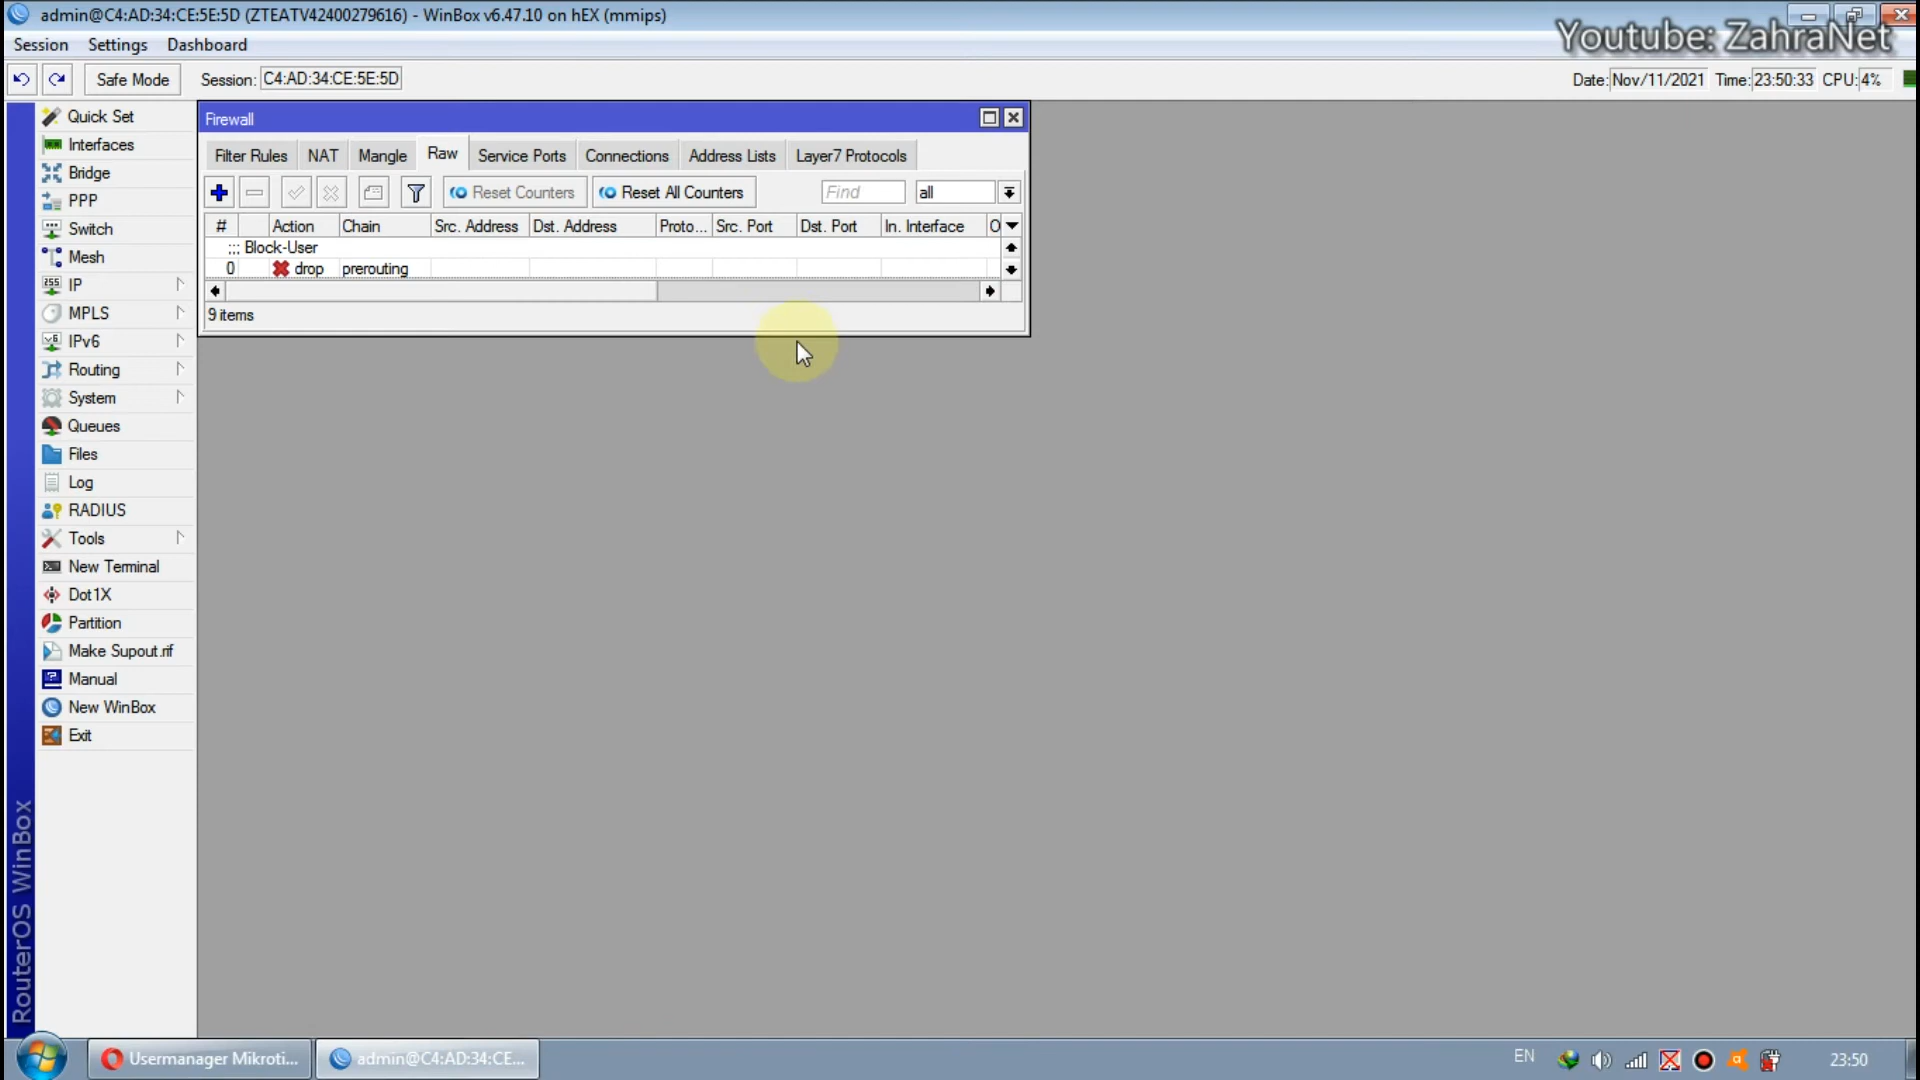 admin@C4:AD:34:CE:5E:5D (ZTEATV42400279616) - WinBox v6.47.10 on hEX (mmips)
Youtube: ZahraNet
Session Settings Dashboard
Safe Mode Session: C4:AD:34:CE:5E:5D Date: Nov/11/2021 Time: 23:50:33 CPU: 4%
Quick Set
Interfaces
Bridge
PPP
Switch
Mesh
IP
MPLS
IPv6
Routing
System
Queues
Files
Log
RADIUS
Tools
New Terminal
Dot1X
Partition
Make Supout.rif
Manual
New WinBox
Exit
RouterOS WinBox
Firewall
Filter Rules NAT Mangle Raw Service Ports Connections Address Lists Layer7 Protocols
Reset Counters Reset All Counters Find all
# Action Chain Src. Address Dst. Address Proto... Src. Port Dst. Port In. Interface O
;;; Block-User
0 drop prerouting
9 items
Usermanager Mikroti... admin@C4:AD:34:CE... EN 23:50